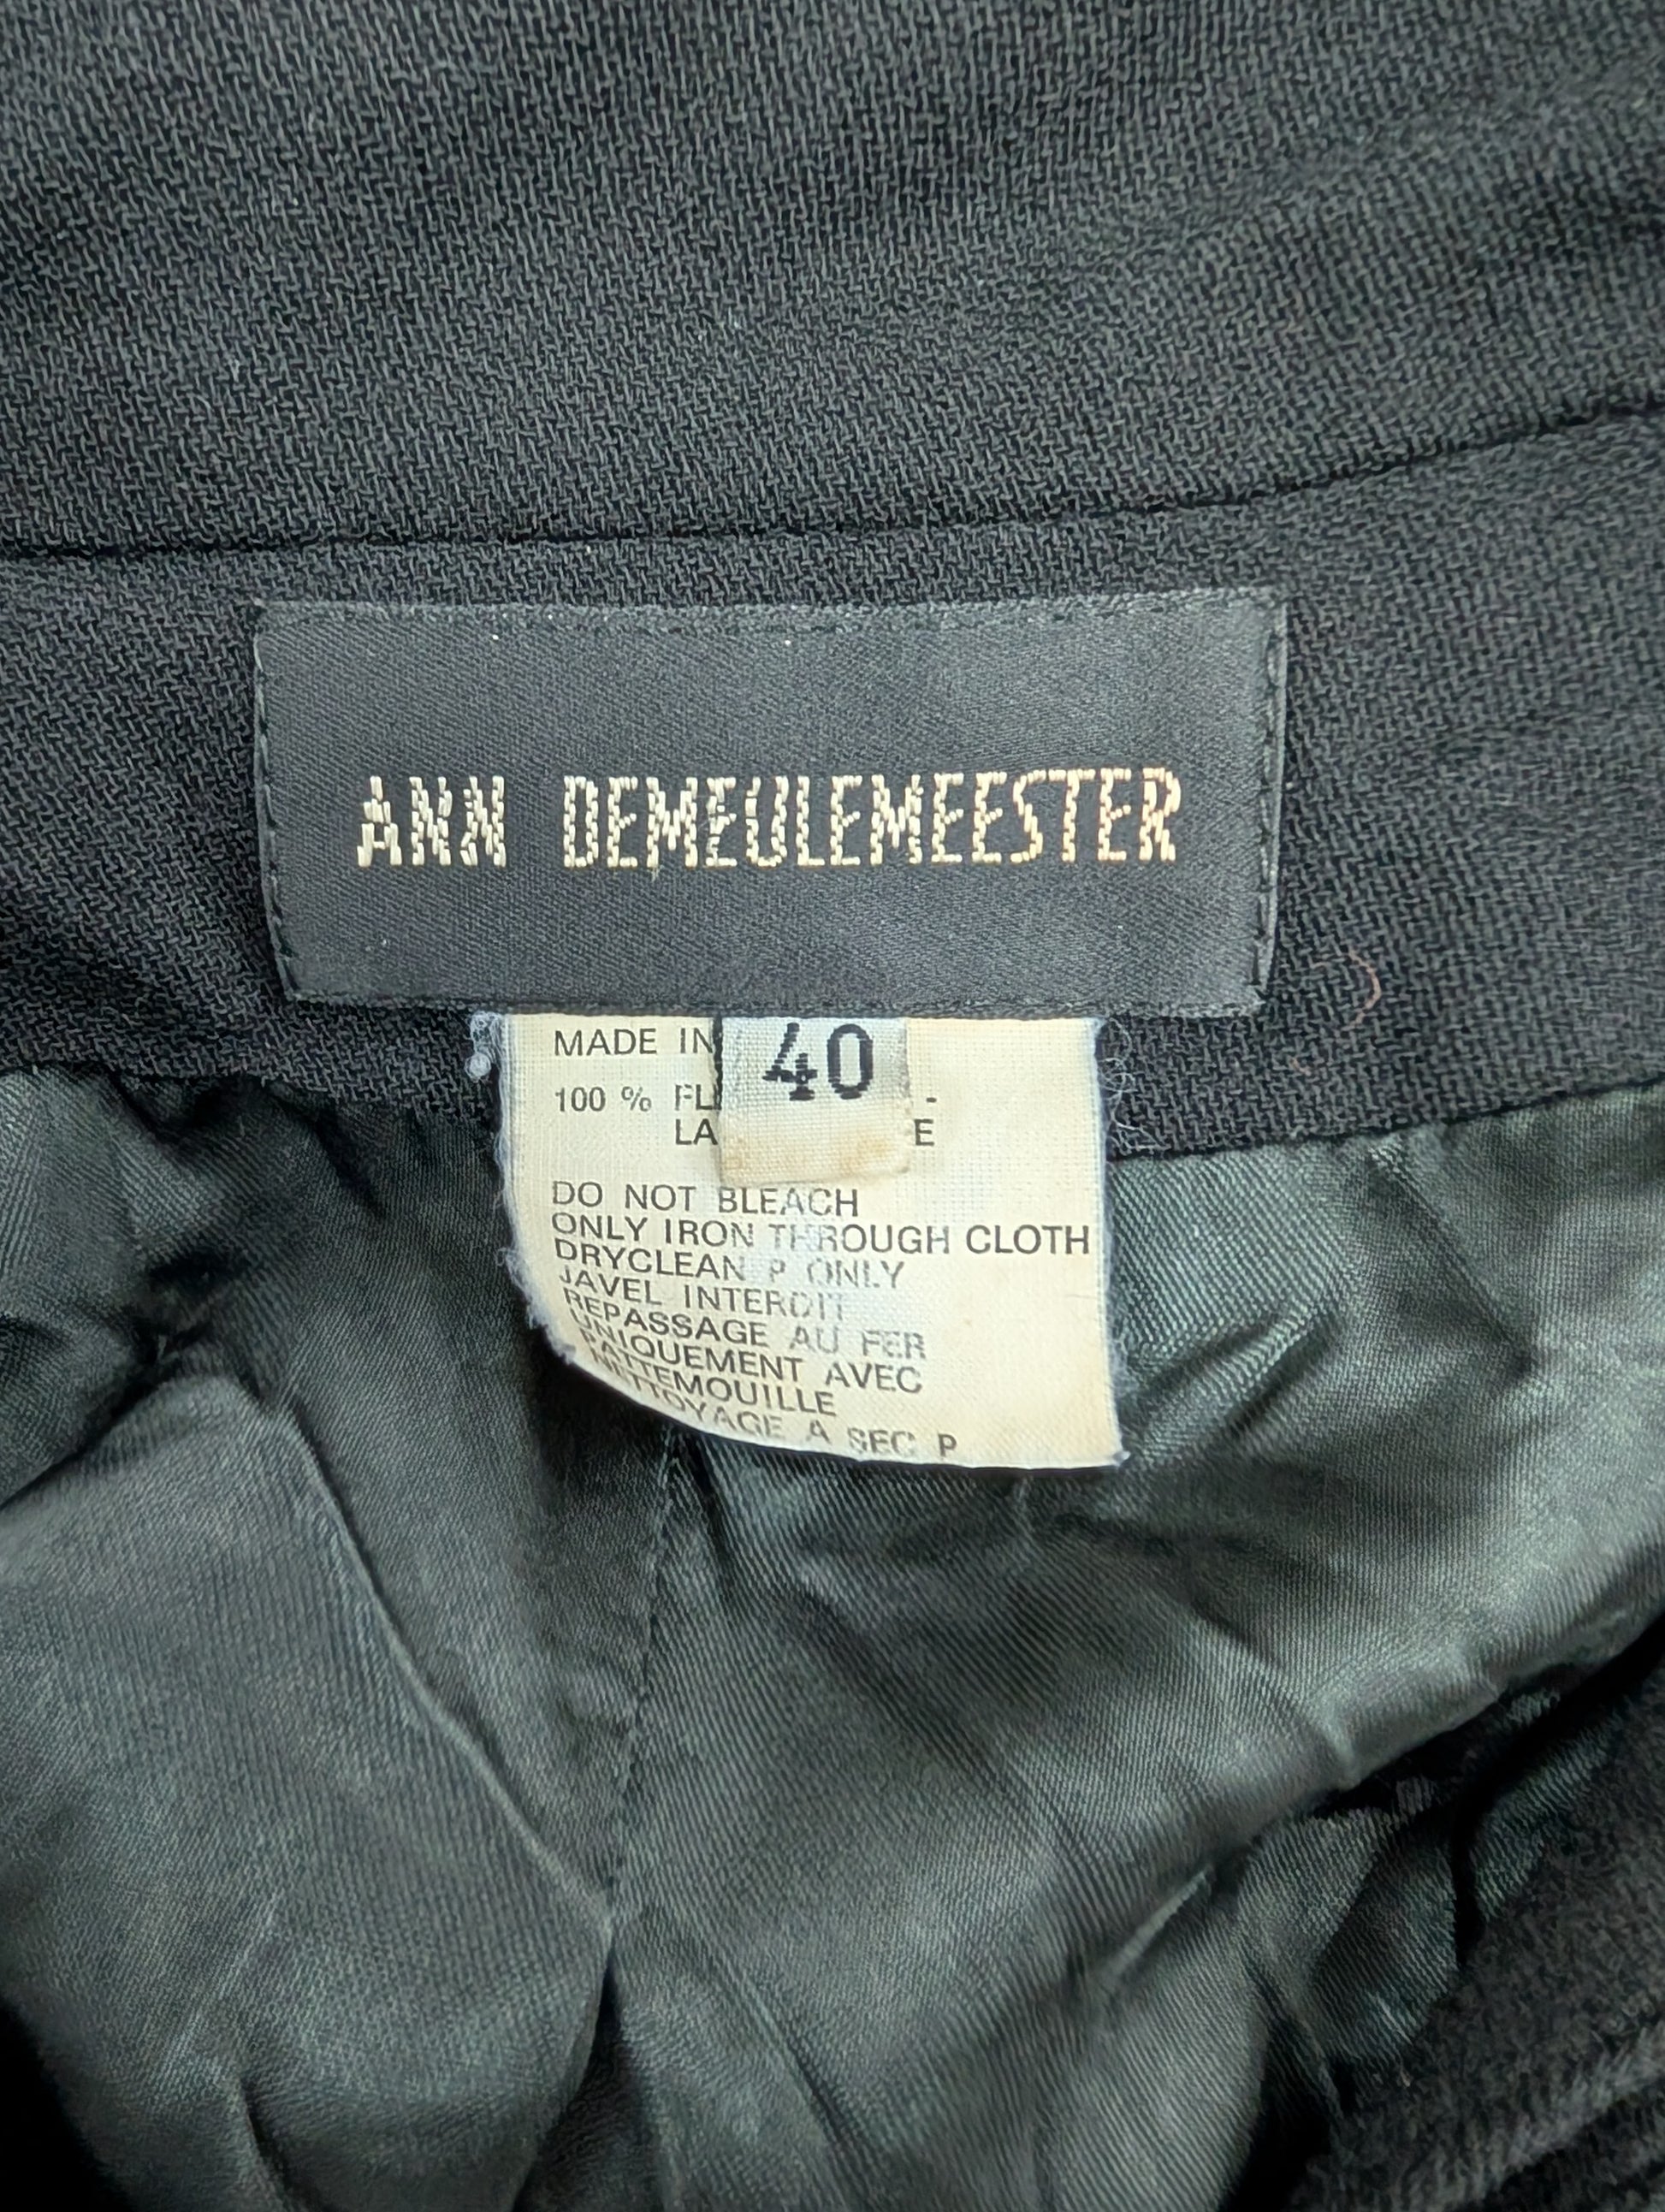 ANN DEMEULEMEESTER
40
MADE IN
100 %
DO NOT BLEACH
ONLY IRON THROUGH CLOTH
DRYCLEAN P ONLY
JAVEL INTERDIT
REPASSAGE AU FER
UNIQUEMENT AVEC
PATTEMOUILLE
NETTOYAGE A SEC P